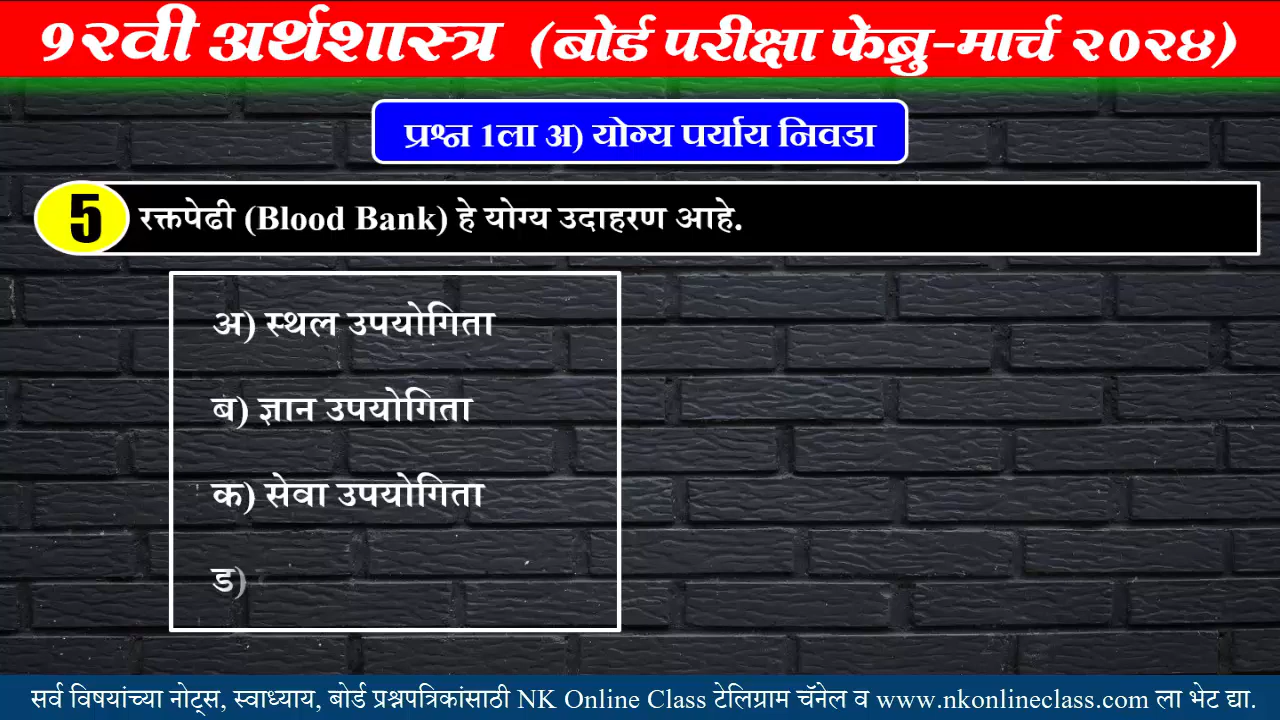 १२वी अर्थशास्त्र (बोर्ड परीक्षा फेब्रु-मार्च २०२४)
प्रश्न 1ला अ) योग्य पर्याय निवडा
5 रक्तपेढी (Blood Bank) हे योग्य उदाहरण आहे.
अ) स्थल उपयोगिता
ब) ज्ञान उपयोगिता
क) सेवा उपयोगिता
ड)
सर्व विषयांच्या नोट्स, स्वाध्याय, बोर्ड प्रश्नपत्रिकांसाठी NK Online Class टेलिग्राम चॅनेल व www.nkonlineclass.com ला भेट द्या.